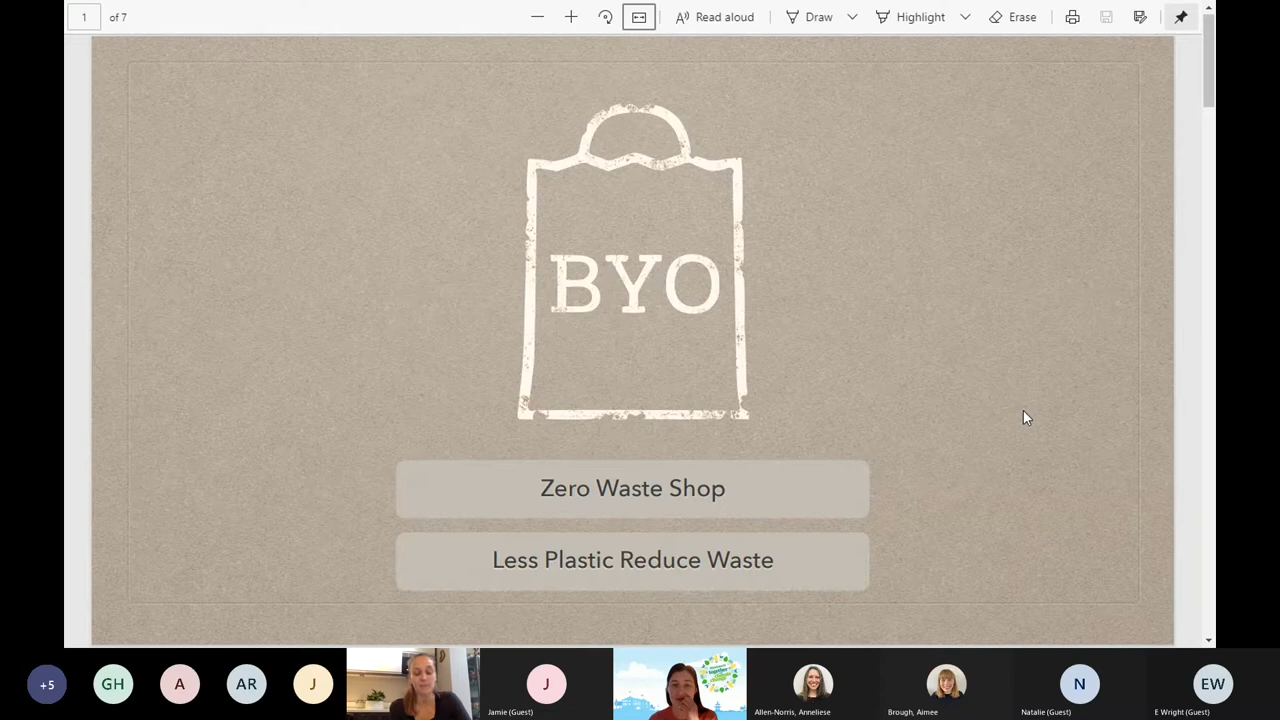 1 of 7
Read aloud
Draw
Highlight
Erase
BYO
Zero Waste Shop
Less Plastic Reduce Waste
+5
GH
A
AR
J
J
Jamie (Guest)
Allen-Norris, Anneliese
Brough, Aimee
N
Natalie (Guest)
EW
E Wright (Guest)